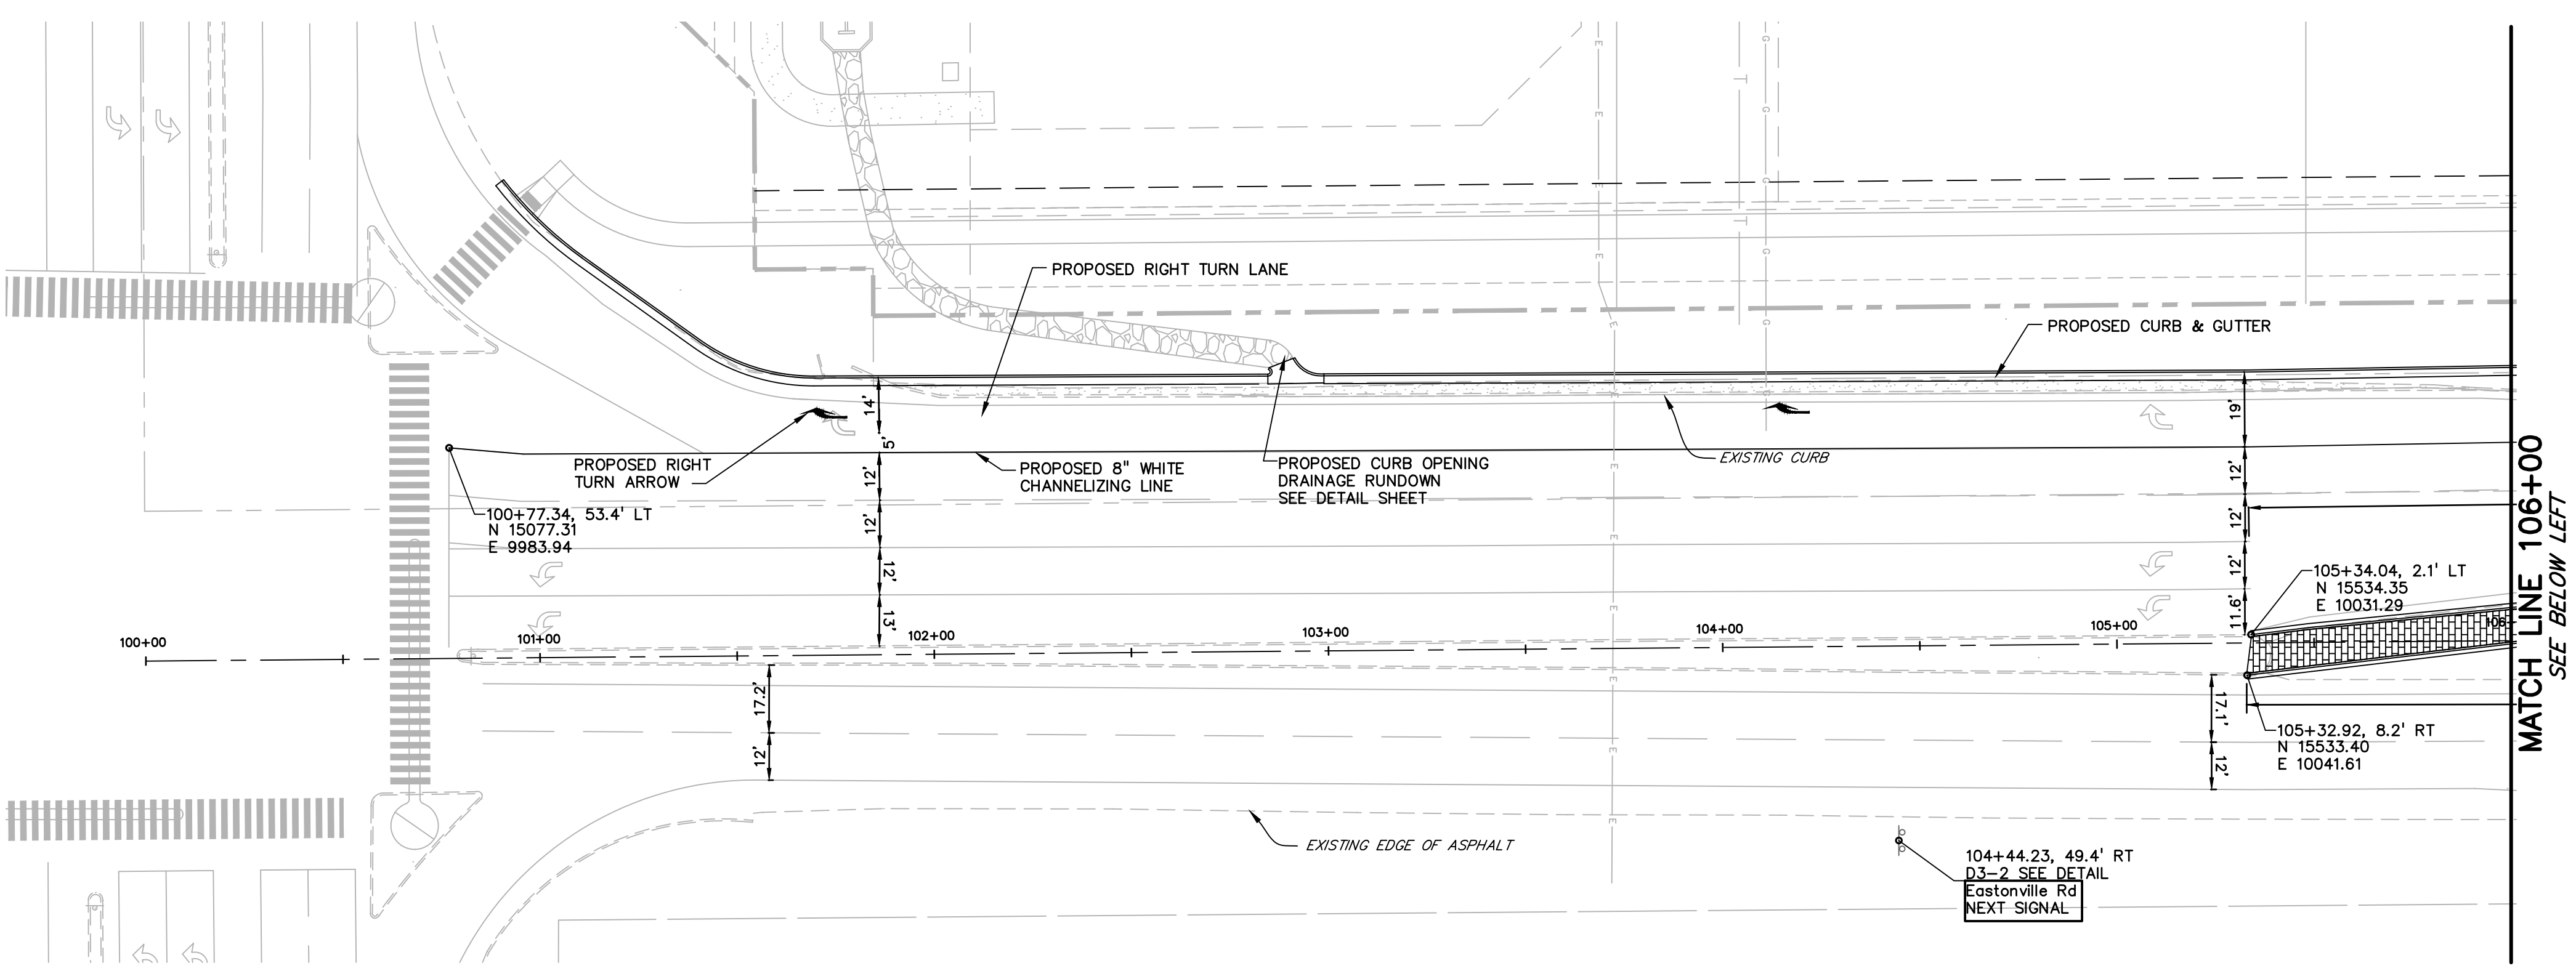 PROPOSED RIGHT TURN LANE
PROPOSED CURB & GUTTER
14'
5'
12'
12'
12'
13'
19'
12'
12'
12'
11.6'
PROPOSED RIGHT
TURN ARROW
PROPOSED 8" WHITE
CHANNELIZING LINE
PROPOSED CURB OPENING
DRAINAGE RUNDOWN
SEE DETAIL SHEET
EXISTING CURB
100+77.34, 53.4' LT
N 15077.31
E 9983.94
105+34.04, 2.1' LT
N 15534.35
E 10031.29
100+00
101+00
102+00
103+00
104+00
105+00
106+
17.2'
12'
17.1'
12'
105+32.92, 8.2' RT
N 15533.40
E 10041.61
EXISTING EDGE OF ASPHALT
104+44.23, 49.4' RT
D3-2 SEE DETAIL
Eastonville Rd
NEXT SIGNAL
MATCH LINE 106+00
SEE BELOW LEFT
E
E
E
E
E
E
E
E
E
E
G
G
G
G
G
G
T
T
T